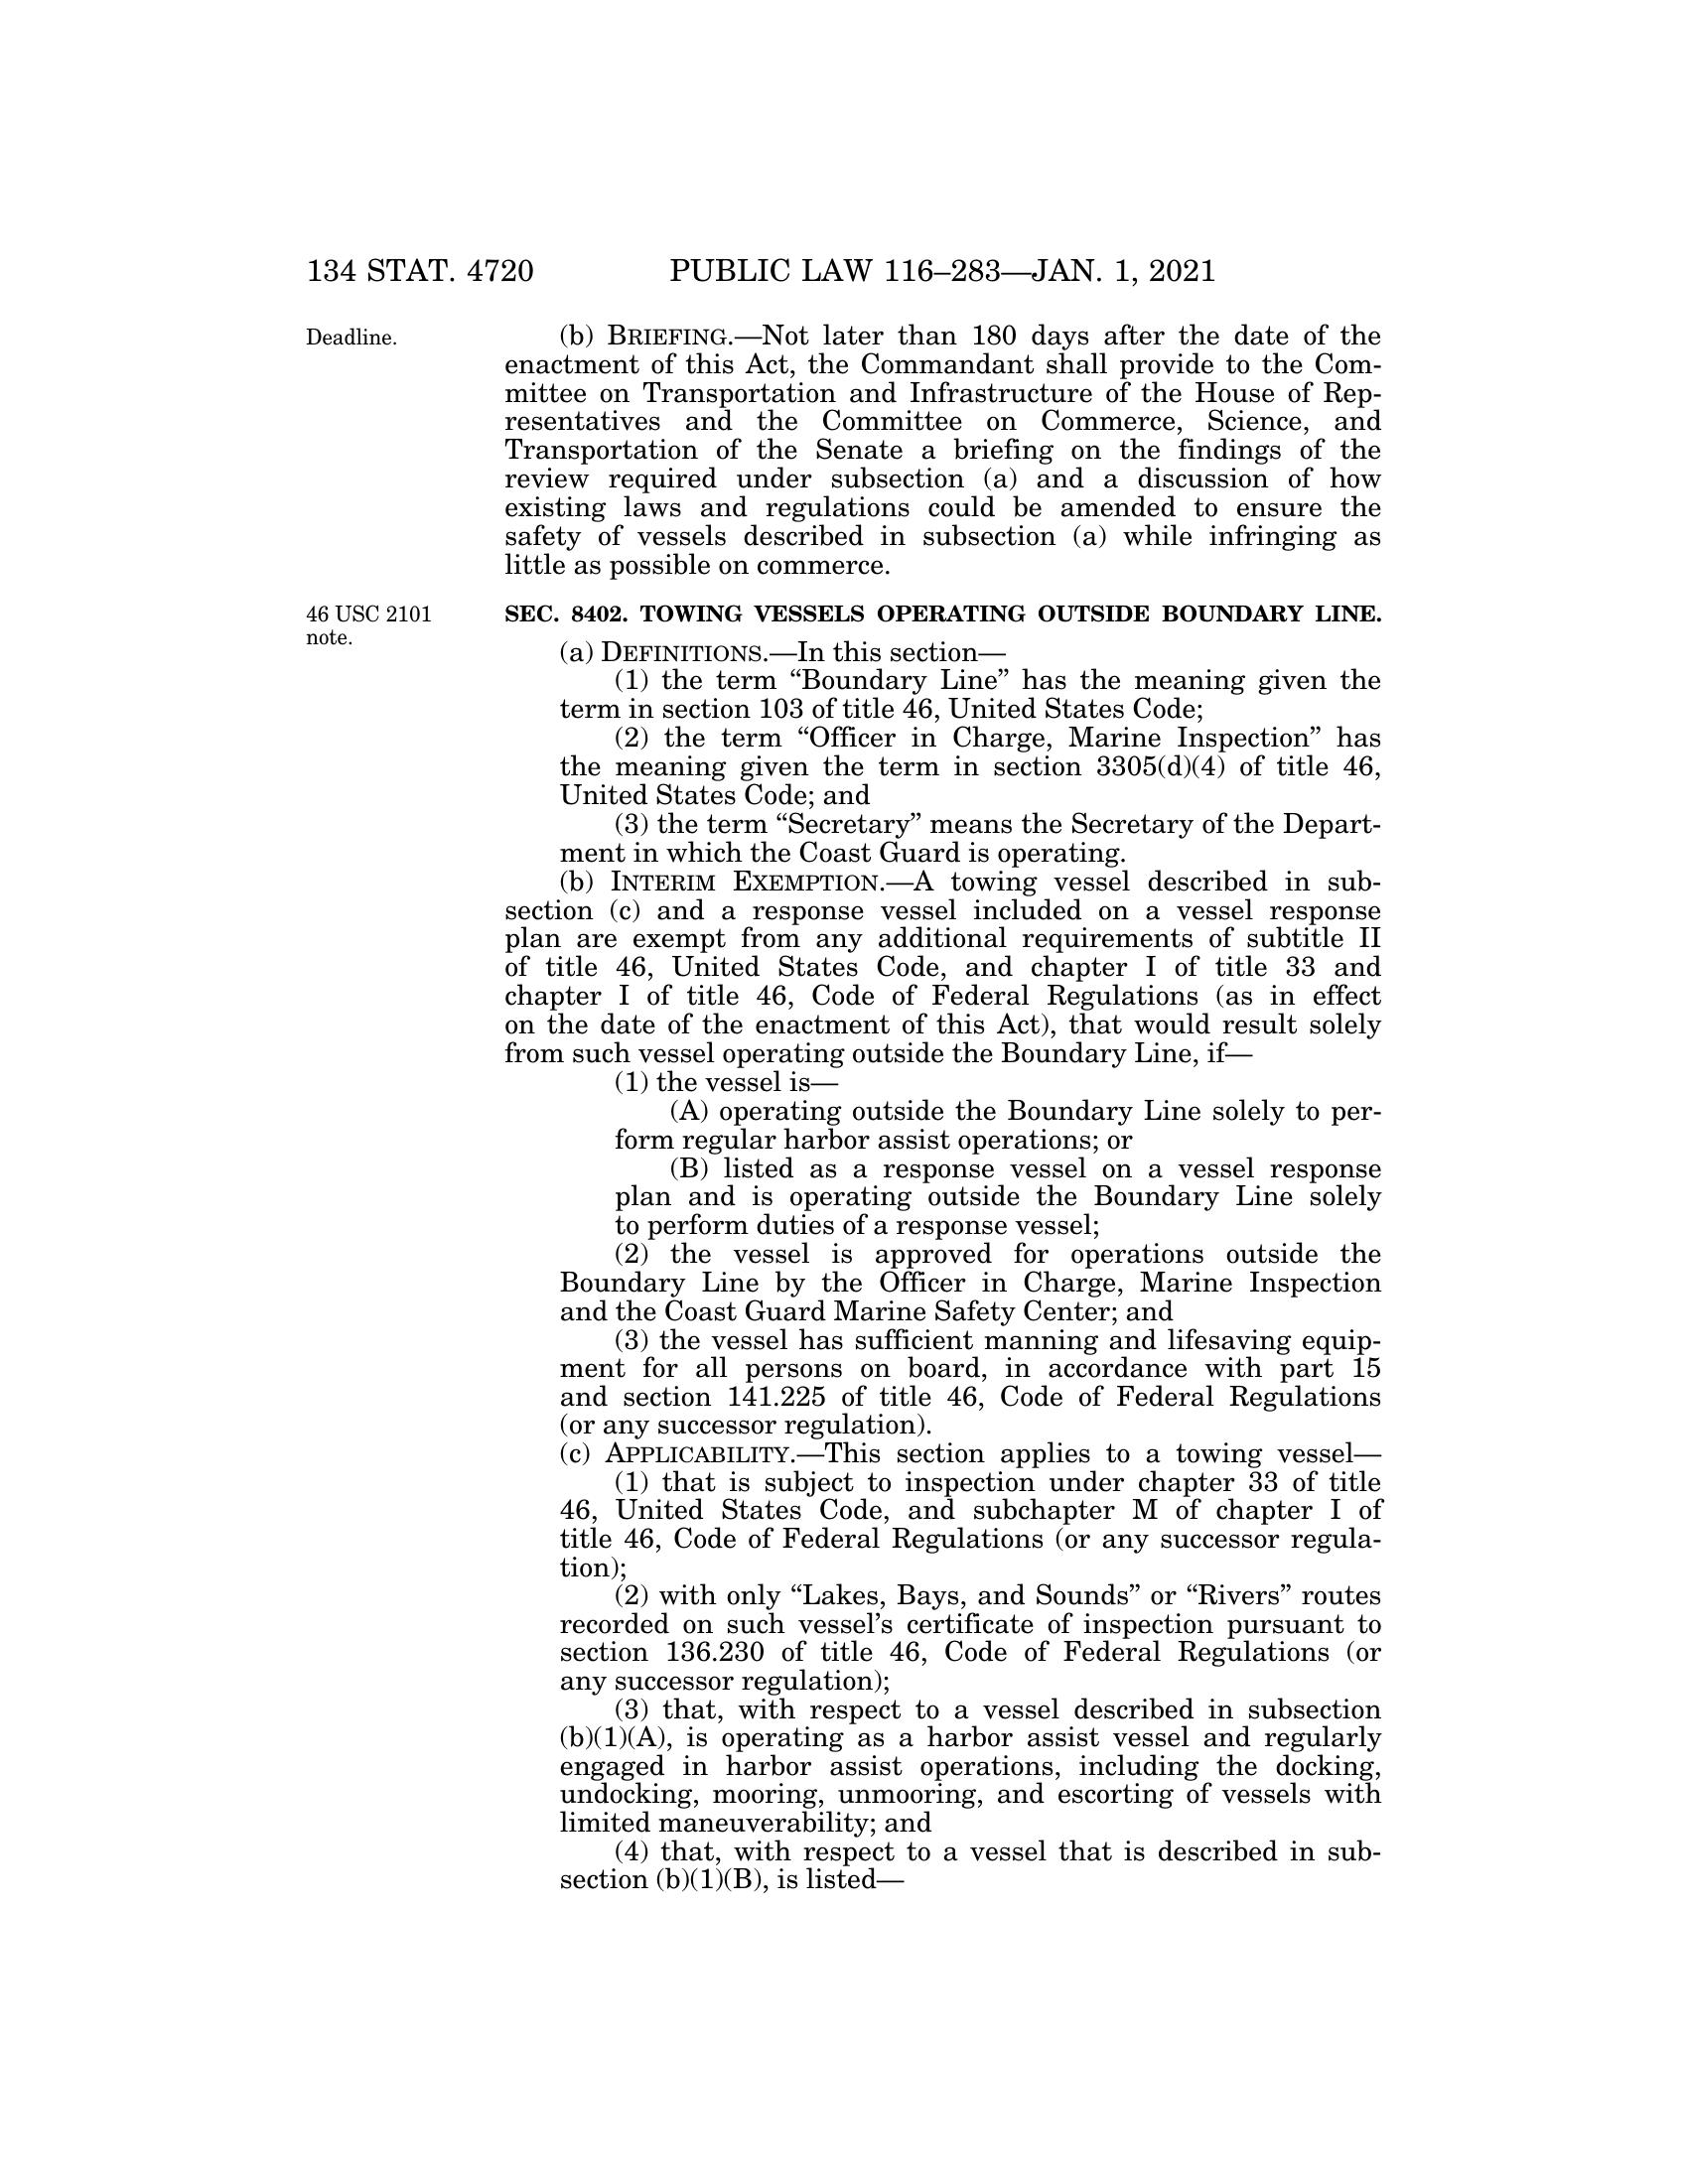 134 STAT. 4720
PUBLIC LAW 116–283—JAN. 1, 2021
Deadline.
(b) BRIEFING.—Not later than 180 days after the date of the
enactment of this Act, the Commandant shall provide to the Com-
mittee on Transportation and Infrastructure of the House of Rep-
resentatives and the Committee on Commerce, Science, and
Transportation of the Senate a briefing on the findings of the
review required under subsection (a) and a discussion of how
existing laws and regulations could be amended to ensure the
safety of vessels described in subsection (a) while infringing as
little as possible on commerce.
46 USC 2101
note.
SEC. 8402. TOWING VESSELS OPERATING OUTSIDE BOUNDARY LINE.
(a) DEFINITIONS.—In this section—
(1) the term “Boundary Line” has the meaning given the
term in section 103 of title 46, United States Code;
(2) the term “Officer in Charge, Marine Inspection” has
the meaning given the term in section 3305(d)(4) of title 46,
United States Code; and
(3) the term “Secretary” means the Secretary of the Depart-
ment in which the Coast Guard is operating.
(b) INTERIM EXEMPTION.—A towing vessel described in sub-
section (c) and a response vessel included on a vessel response
plan are exempt from any additional requirements of subtitle II
of title 46, United States Code, and chapter I of title 33 and
chapter I of title 46, Code of Federal Regulations (as in effect
on the date of the enactment of this Act), that would result solely
from such vessel operating outside the Boundary Line, if—
(1) the vessel is—
(A) operating outside the Boundary Line solely to per-
form regular harbor assist operations; or
(B) listed as a response vessel on a vessel response
plan and is operating outside the Boundary Line solely
to perform duties of a response vessel;
(2) the vessel is approved for operations outside the
Boundary Line by the Officer in Charge, Marine Inspection
and the Coast Guard Marine Safety Center; and
(3) the vessel has sufficient manning and lifesaving equip-
ment for all persons on board, in accordance with part 15
and section 141.225 of title 46, Code of Federal Regulations
(or any successor regulation).
(c) APPLICABILITY.—This section applies to a towing vessel—
(1) that is subject to inspection under chapter 33 of title
46, United States Code, and subchapter M of chapter I of
title 46, Code of Federal Regulations (or any successor regula-
tion);
(2) with only “Lakes, Bays, and Sounds” or “Rivers” routes
recorded on such vessel’s certificate of inspection pursuant to
section 136.230 of title 46, Code of Federal Regulations (or
any successor regulation);
(3) that, with respect to a vessel described in subsection
(b)(1)(A), is operating as a harbor assist vessel and regularly
engaged in harbor assist operations, including the docking,
undocking, mooring, unmooring, and escorting of vessels with
limited maneuverability; and
(4) that, with respect to a vessel that is described in sub-
section (b)(1)(B), is listed—